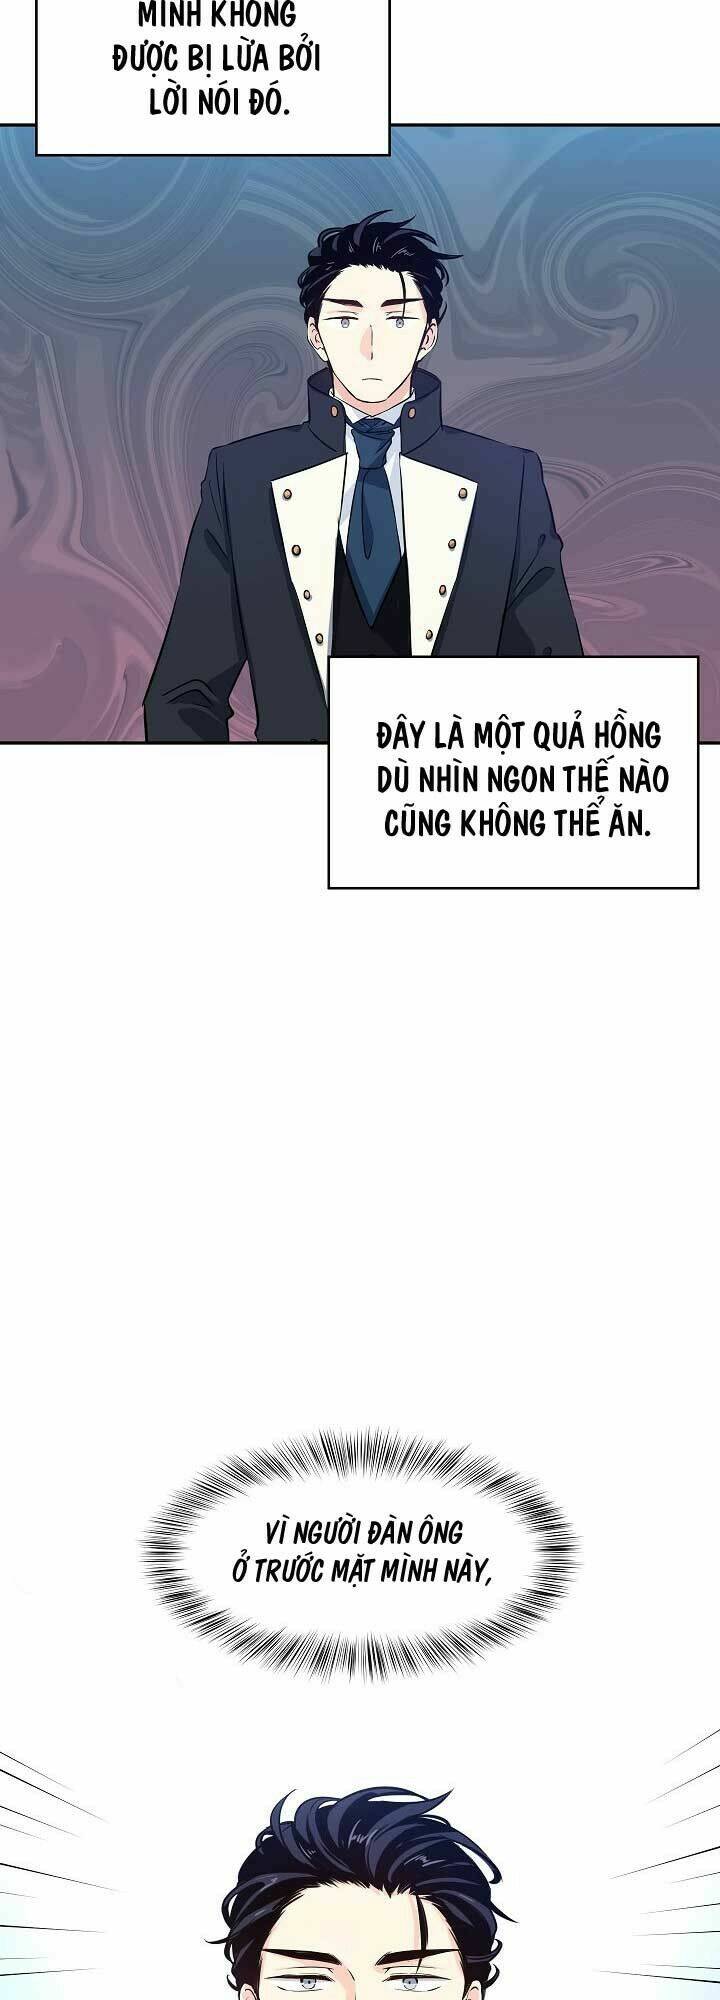 MÌNH KHÔNG
ĐƯỢC BỊ LỪA BỞI
LỜI NÓI ĐÓ.
ĐÂY LÀ MỘT QUẢ HỒNG
DÙ NHÌN NGON THẾ NÀO
CŨNG KHÔNG THỂ ĂN.
VÌ NGƯỜI ĐÀN ÔNG
Ở TRƯỚC MẶT MÌNH NÀY,